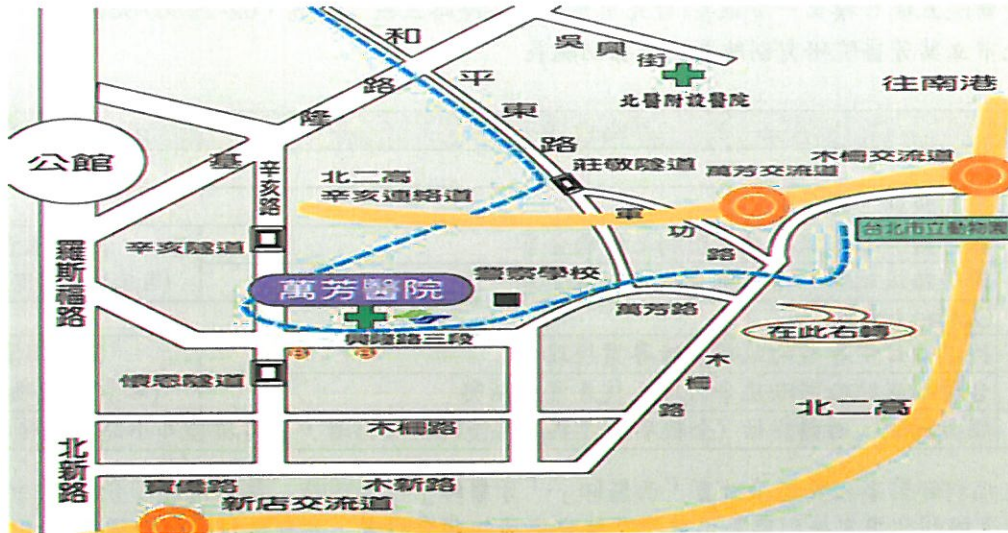 和平東路
吳興街
北醫附設醫院
往南港
基隆路
公館
辛亥路
北二高
辛亥連絡道
莊敬隧道
木柵交流道
萬芳交流道
軍功路
台北市立動物園
辛亥隧道
羅斯福路
萬芳醫院
警察學校
萬芳路
在此右轉
興隆路三段
懷恩隧道
木柵路
木柵路
北二高
北新路
寶僑路
木新路
新店交流道